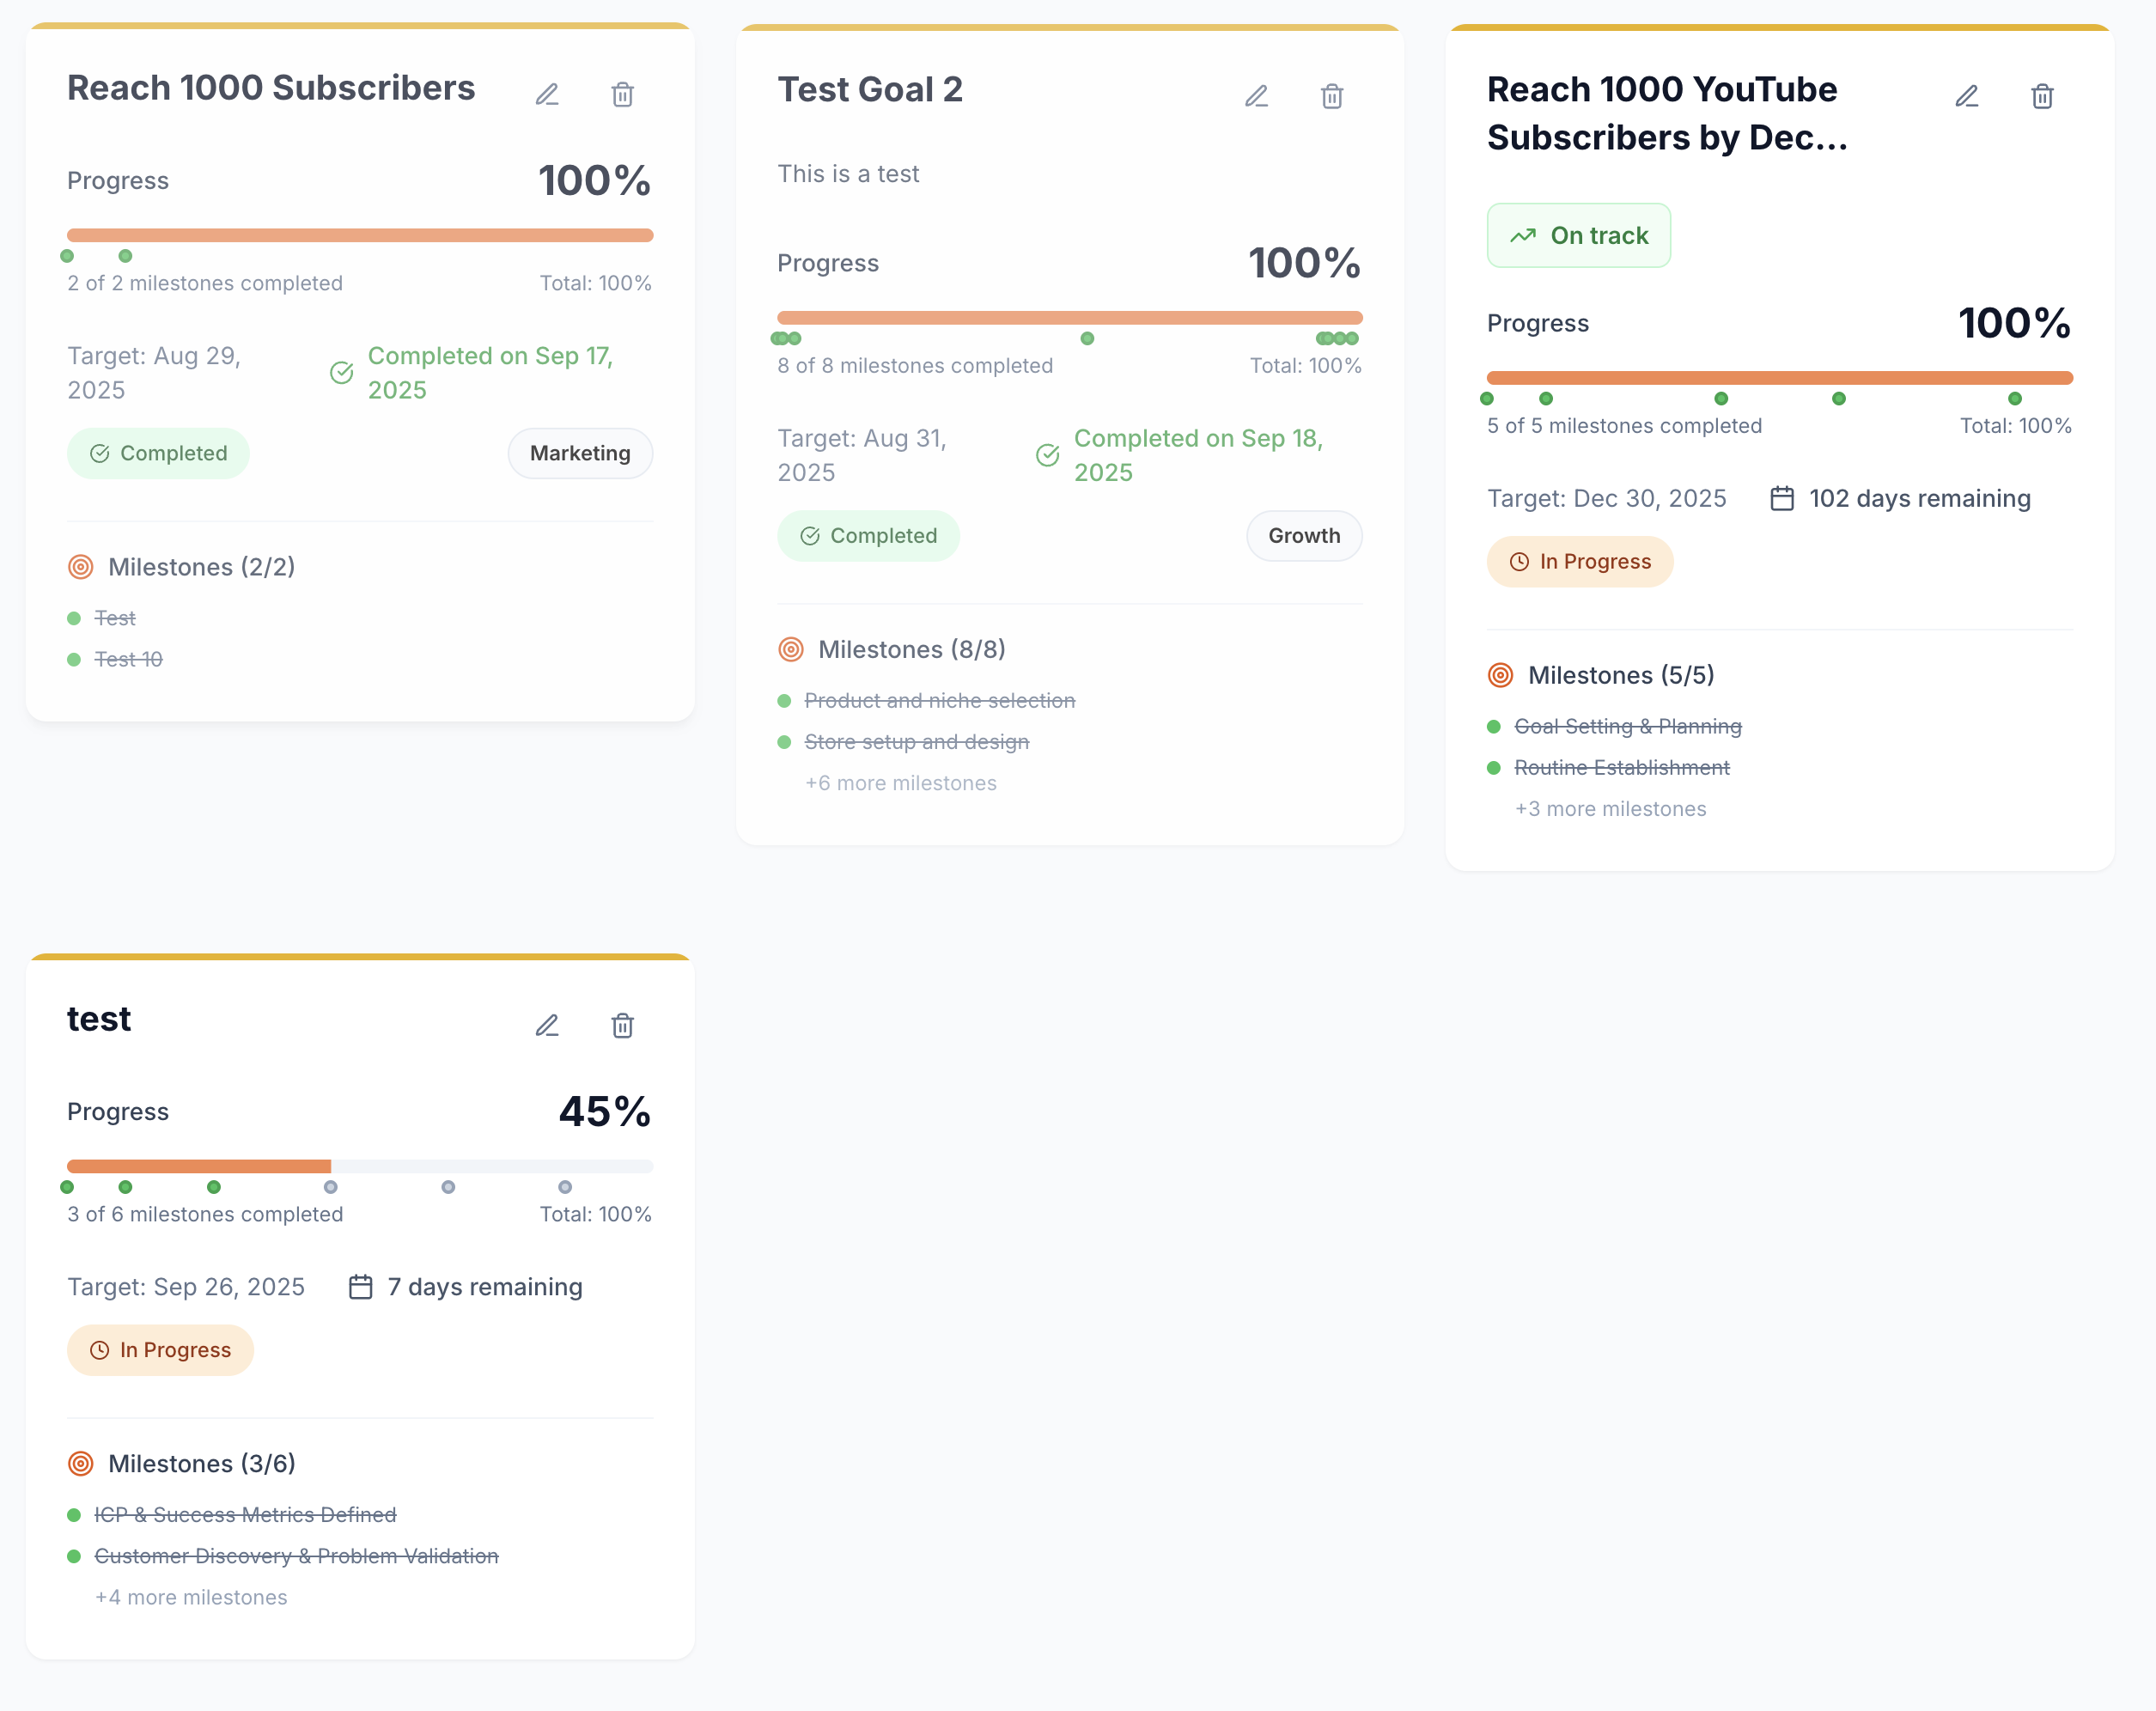 Reach 1000 Subscribers
Progress
100%
2 of 2 milestones completed
Total: 100%
Target: Aug 29,
2025
Completed on Sep 17,
2025
Completed
Marketing
Milestones (2/2)
Test
Test 10
Test Goal 2
This is a test
Progress
100%
8 of 8 milestones completed
Total: 100%
Target: Aug 31,
2025
Completed on Sep 18,
2025
Completed
Growth
Milestones (8/8)
Product and niche selection
Store setup and design
+6 more milestones
Reach 1000 YouTube
Subscribers by Dec...
On track
Progress
100%
5 of 5 milestones completed
Total: 100%
Target: Dec 30, 2025
102 days remaining
In Progress
Milestones (5/5)
Goal Setting & Planning
Routine Establishment
+3 more milestones
test
Progress
45%
3 of 6 milestones completed
Total: 100%
Target: Sep 26, 2025
7 days remaining
In Progress
Milestones (3/6)
ICP & Success Metrics Defined
Customer Discovery & Problem Validation
+4 more milestones